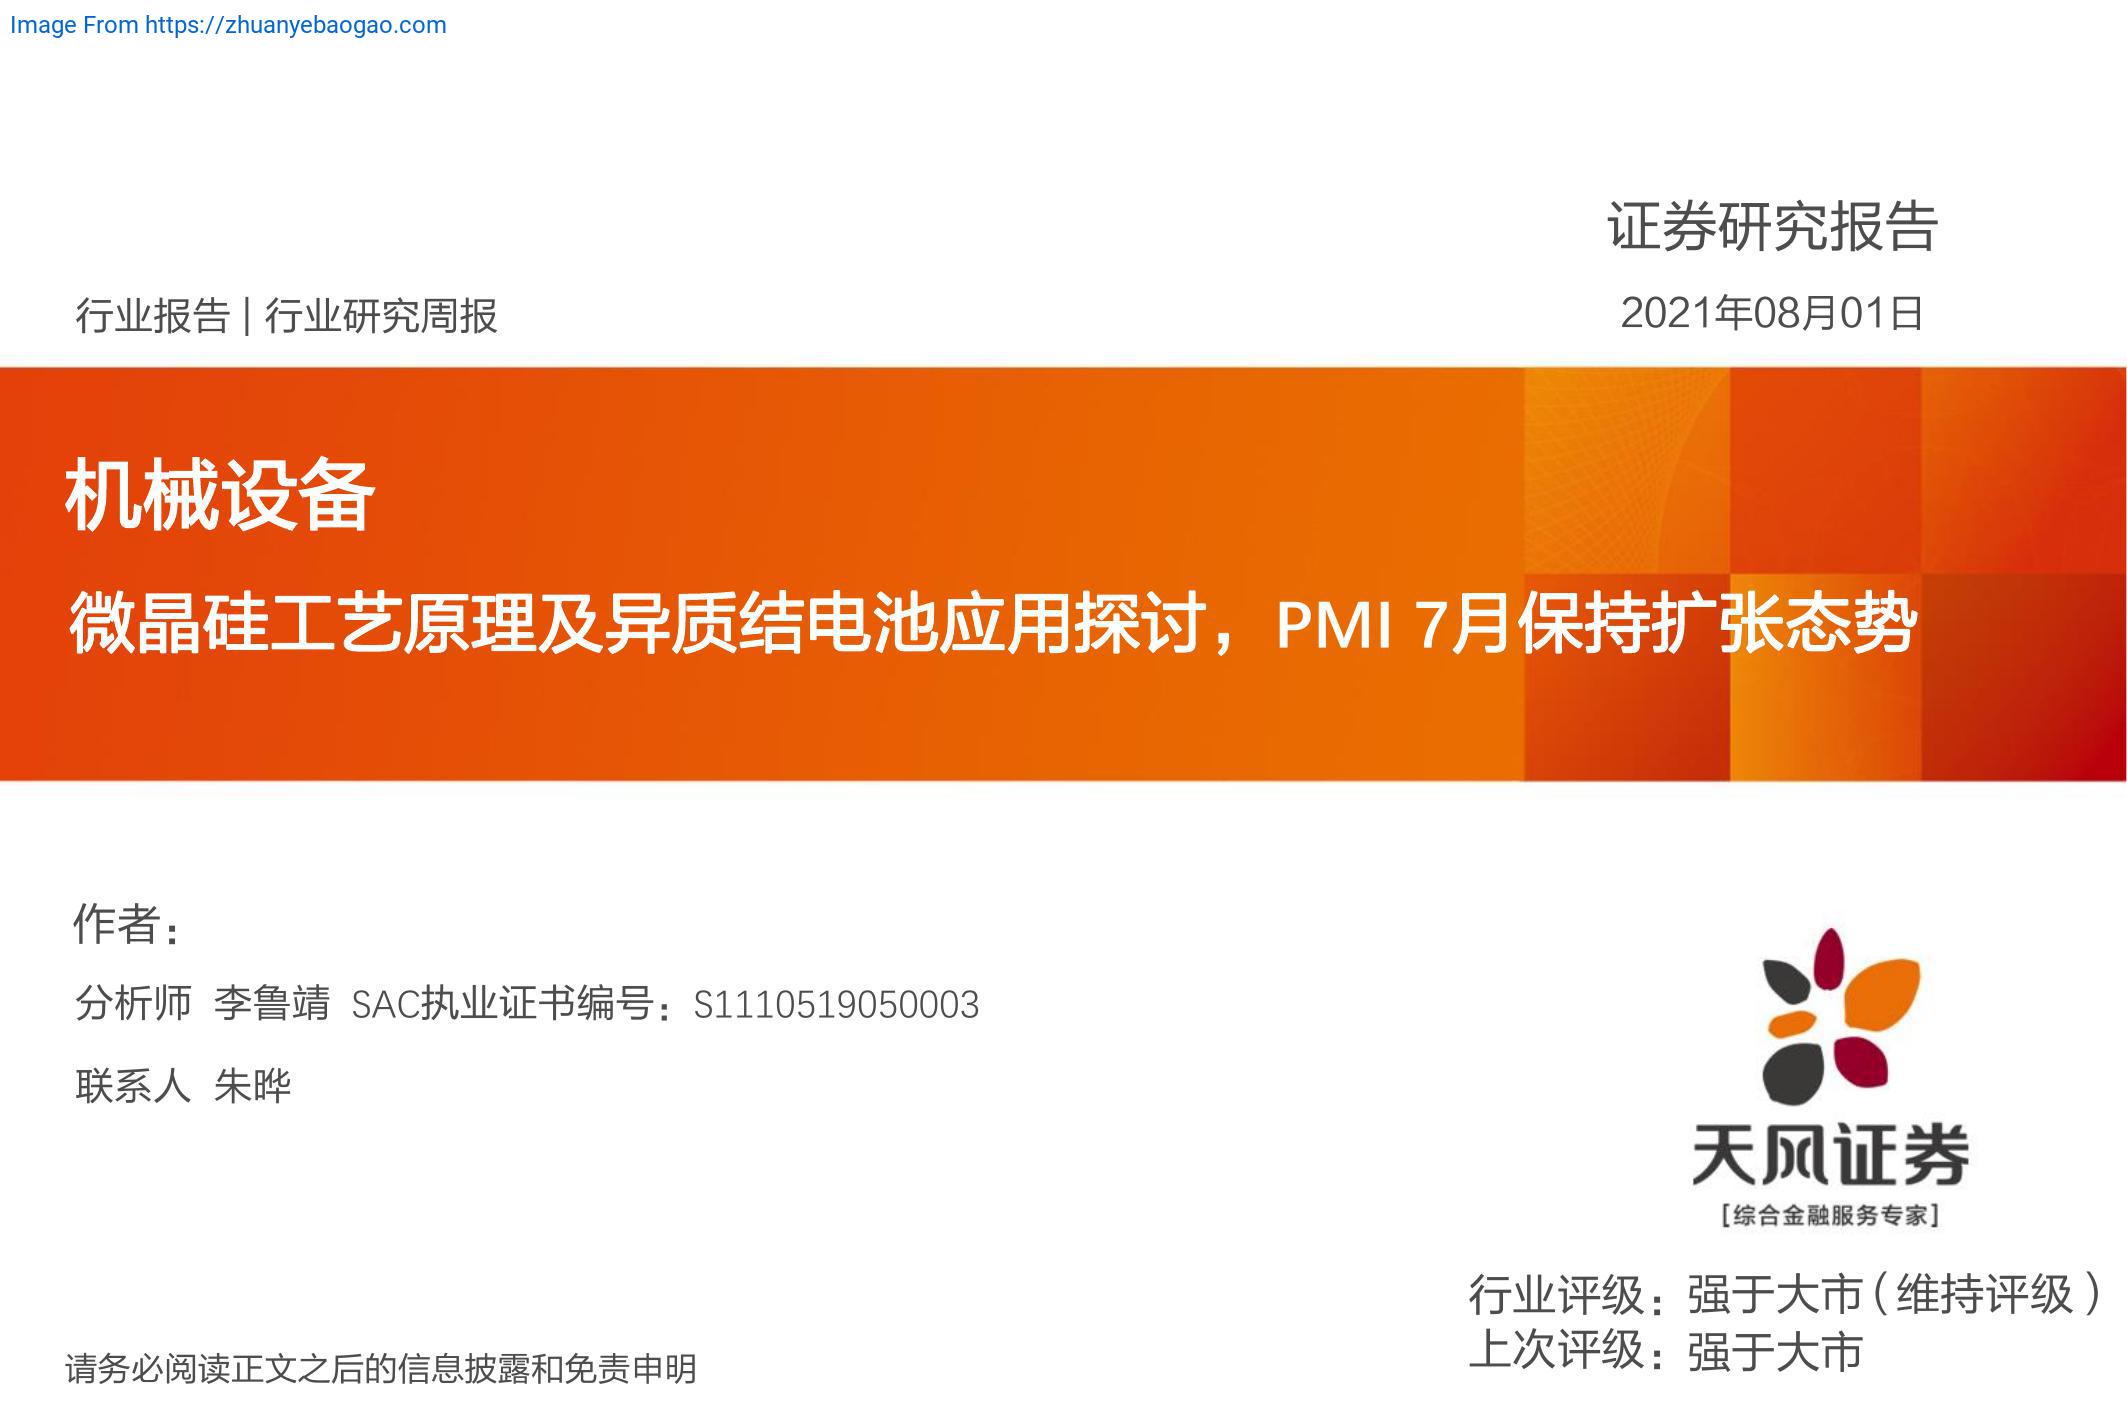 Image From https://zhuanyebaogao.com
证券研究报告
行业报告 | 行业研究周报
2021年08月01日
机械设备
微晶硅工艺原理及异质结电池应用探讨，PMI 7月保持扩张态势
作者：
分析师 李鲁靖 SAC执业证书编号：S1110519050003
联系人 朱晔
天风证券
[综合金融服务专家]
行业评级：强于大市（维持评级）
上次评级：强于大市
请务必阅读正文之后的信息披露和免责申明